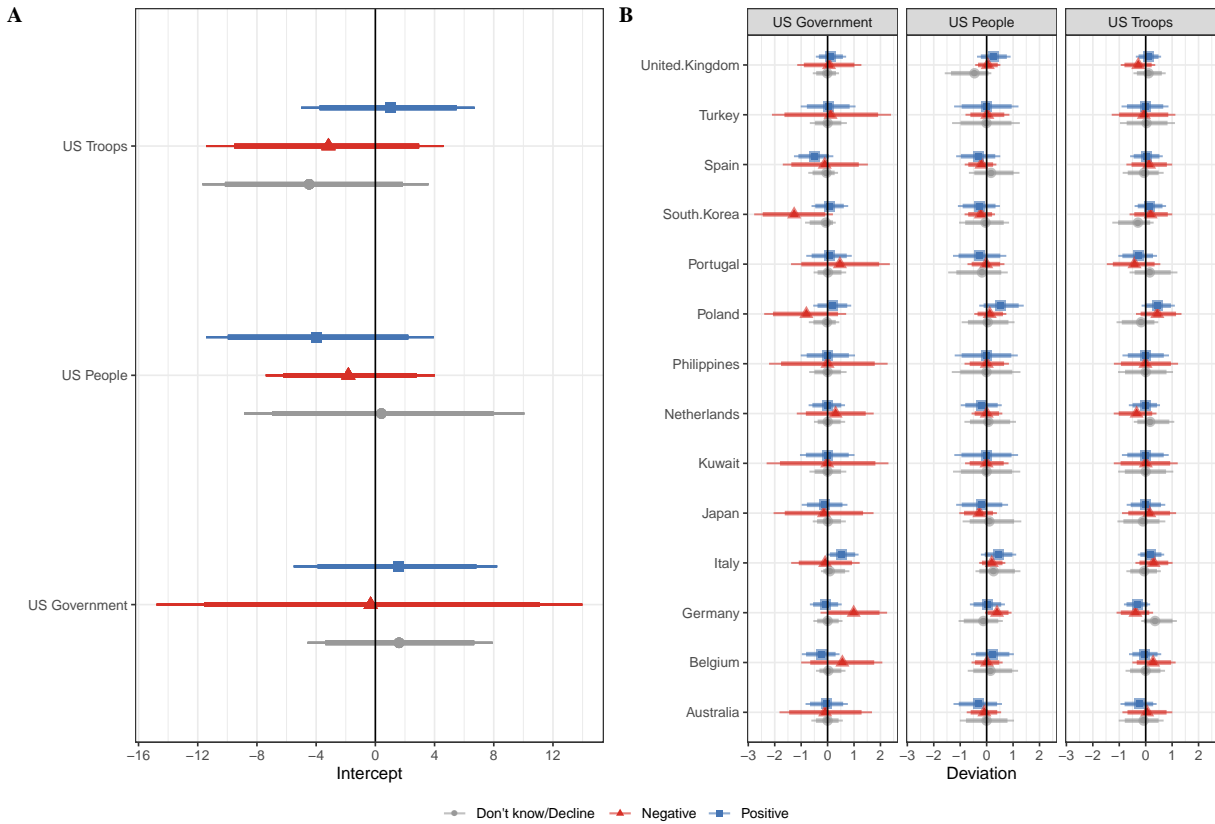 A
US Troops
US People
US Government
−16 −12 −8 −4 0 4 8 12
Intercept
B
US Government US People US Troops
United.Kingdom
Turkey
Spain
South.Korea
Portugal
Poland
Philippines
Netherlands
Kuwait
Japan
Italy
Germany
Belgium
Australia
−3 −2 −1 0 1 2 −3 −2 −1 0 1 2 −3 −2 −1 0 1 2
Deviation
Don't know/Decline Negative Positive